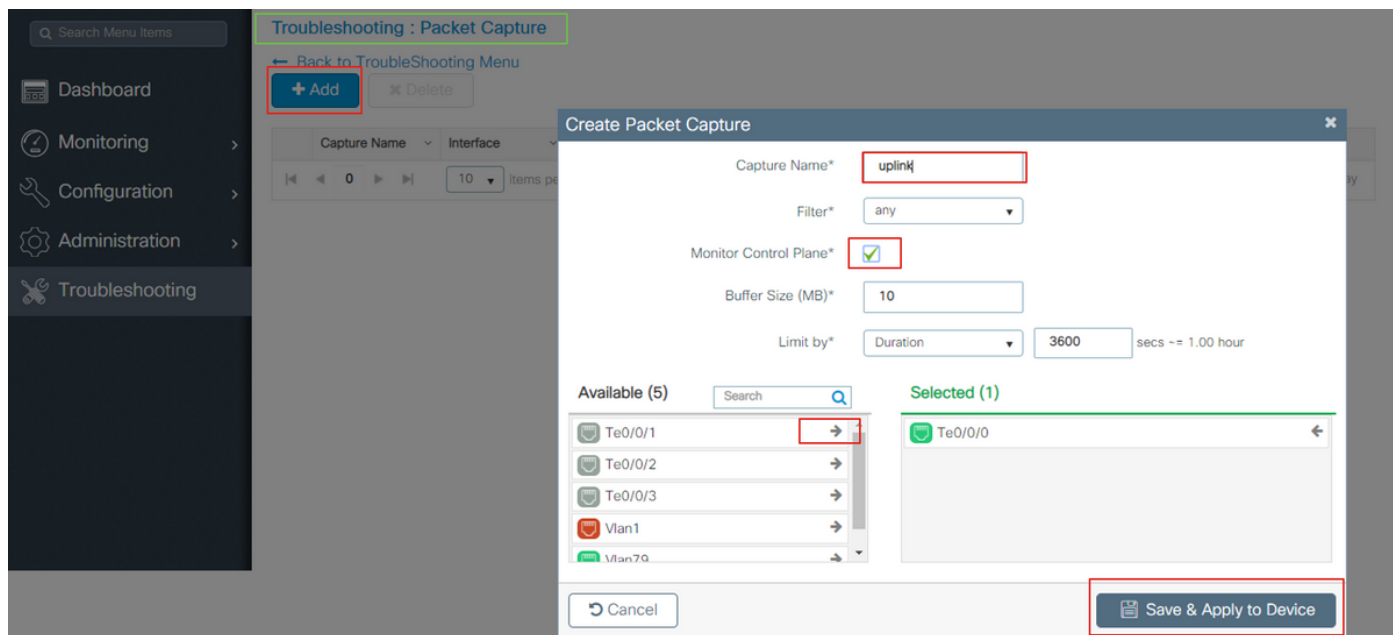 Search Menu Items
Dashboard
Monitoring
Configuration
Administration
Troubleshooting
Troubleshooting : Packet Capture
← Back to TroubleShooting Menu
+ Add
✖ Delete
Capture Name
Interface
0
10
items pe
ay
Create Packet Capture
Capture Name*
uplink
Filter*
any
Monitor Control Plane*
Buffer Size (MB)*
10
Limit by*
Duration
3600
secs ~= 1.00 hour
Available (5)
Search
Te0/0/1
Te0/0/2
Te0/0/3
Vlan1
Vlan79
Selected (1)
Te0/0/0
Cancel
Save & Apply to Device